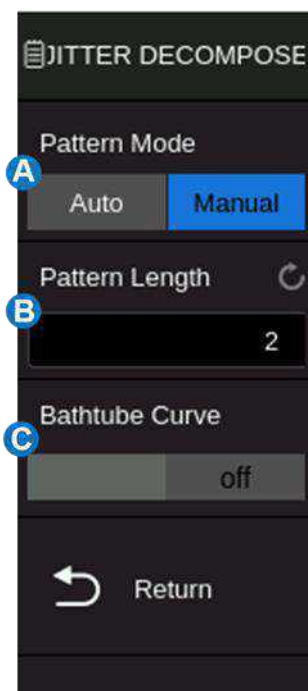 JITTER DECOMPOSE
Pattern Mode
A
Auto Manual
Pattern Length
B
2
Bathtube Curve
C
off
Return